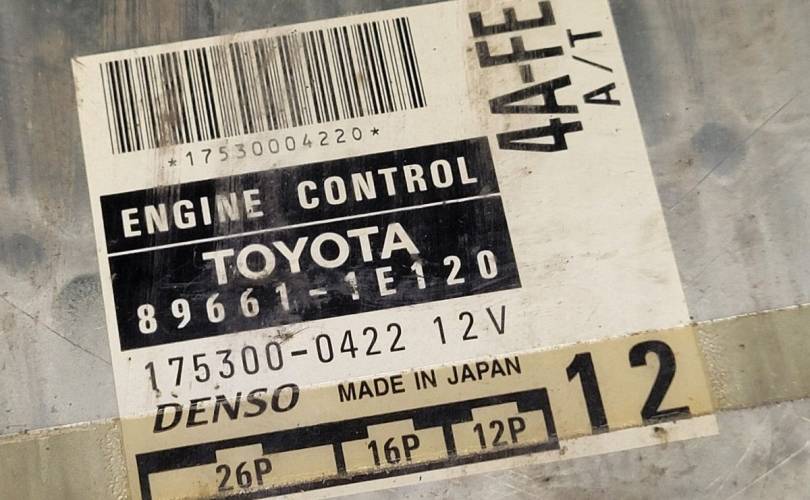 4A-FE
A/T
*17530004220*
ENGINE CONTROL
TOYOTA
89661-1E120
175300-0422 12V
DENSO MADE IN JAPAN
12
26P 16P 12P